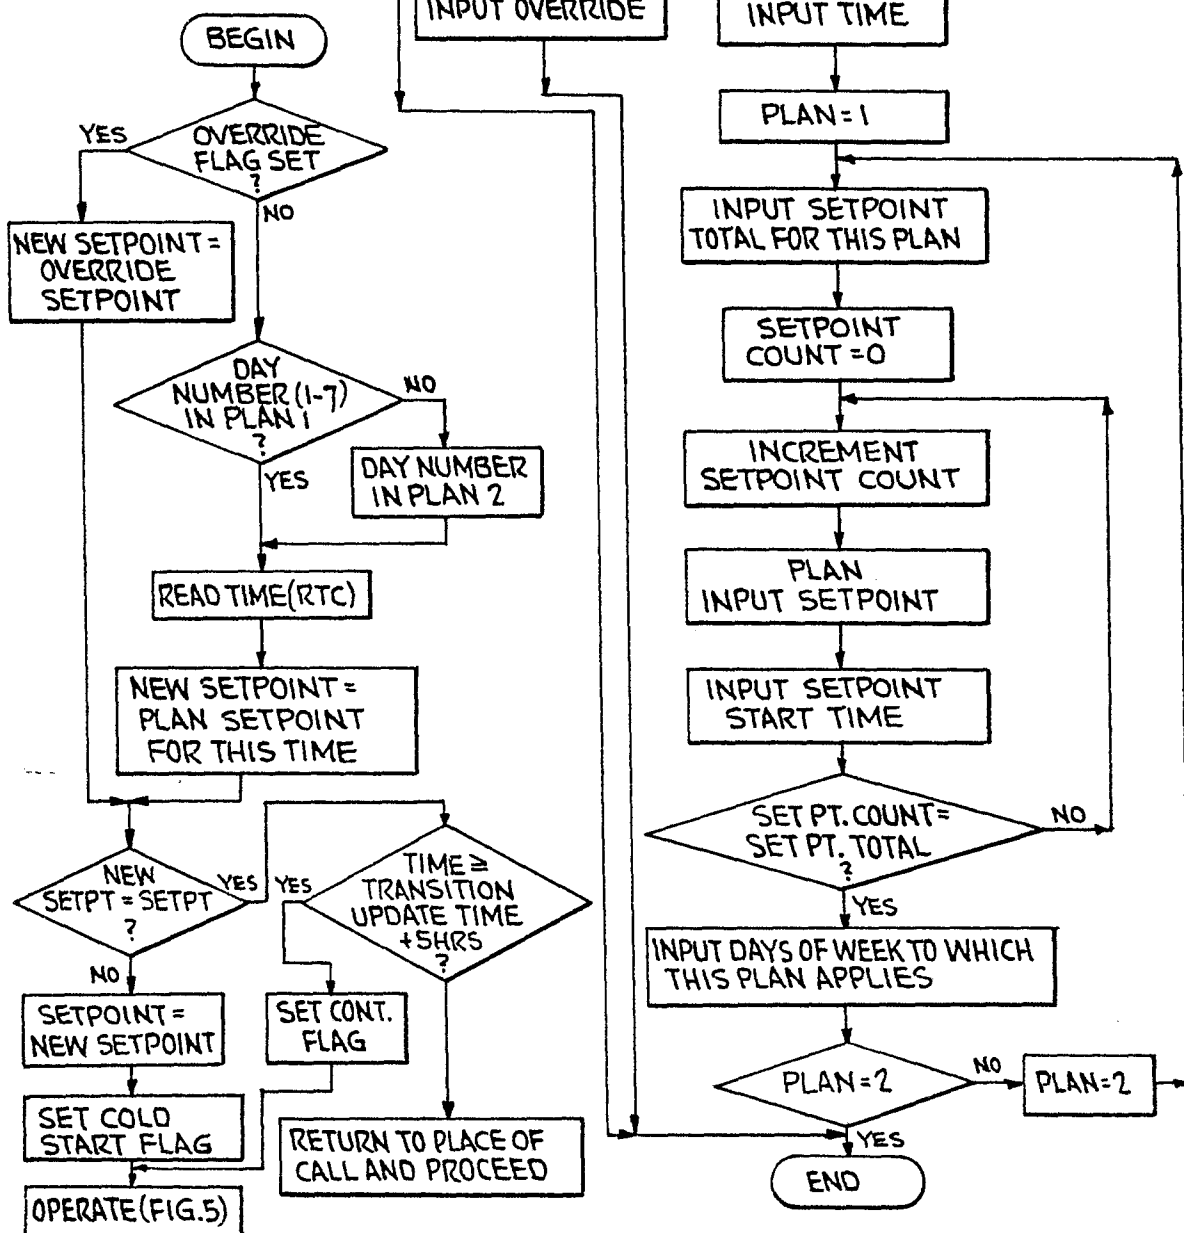 BEGIN
YES
OVERRIDE
FLAG SET
?
NO
NEW SETPOINT =
OVERRIDE
SETPOINT
DAY
NUMBER (1-7)
IN PLAN 1
?
NO
YES
DAY NUMBER
IN PLAN 2
READ TIME (RTC)
NEW SETPOINT =
PLAN SETPOINT
FOR THIS TIME
NEW
SETPT = SETPT
?
YES
NO
YES
TIME ≥
TRANSITION
UPDATE TIME
+5HRS
?
SETPOINT =
NEW SETPOINT
SET CONT.
FLAG
SET COLD
START FLAG
RETURN TO PLACE OF
CALL AND PROCEED
OPERATE (FIG.5)
INPUT OVERRIDE
INPUT TIME
PLAN = 1
INPUT SETPOINT
TOTAL FOR THIS PLAN
SETPOINT
COUNT = 0
INCREMENT
SETPOINT COUNT
PLAN
INPUT SETPOINT
INPUT SETPOINT
START TIME
SET PT. COUNT =
SET PT. TOTAL
?
NO
YES
INPUT DAYS OF WEEK TO WHICH
THIS PLAN APPLIES
PLAN = 2
NO
PLAN = 2
YES
END